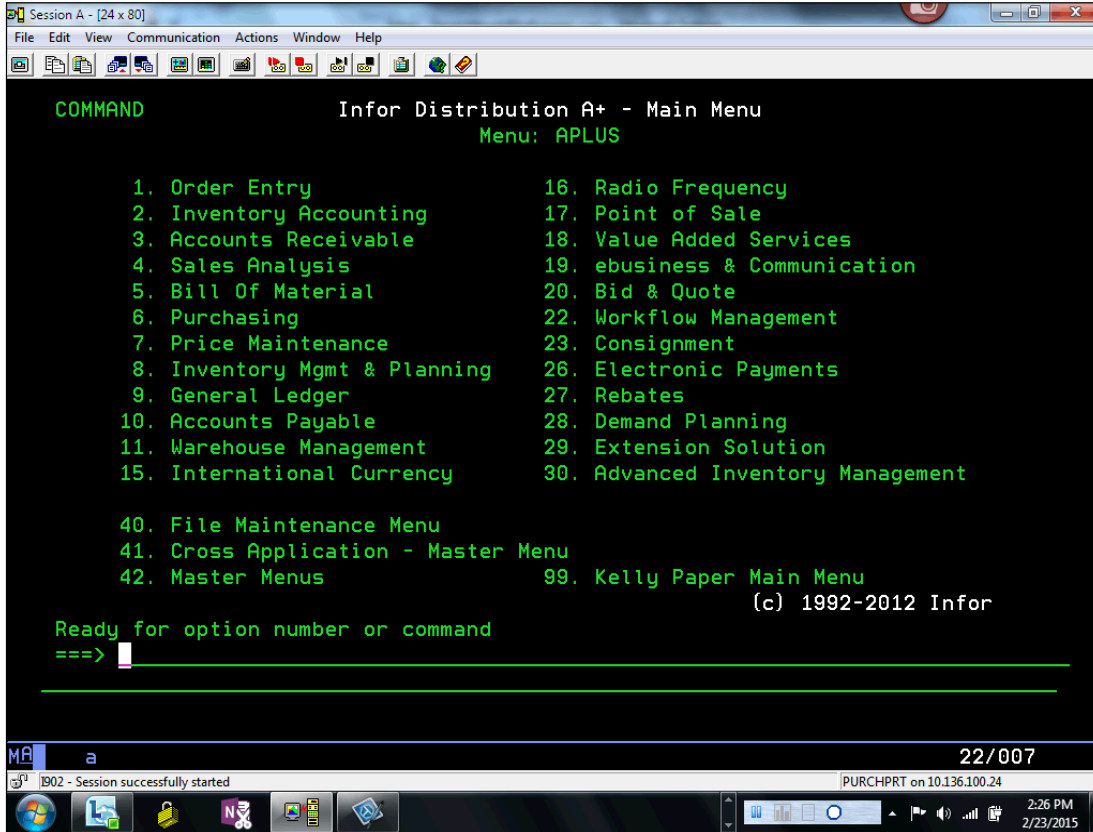 Session A - [24 x 80]
File Edit View Communication Actions Window Help
COMMAND Infor Distribution A+ - Main Menu
Menu: APLUS
1. Order Entry 16. Radio Frequency
2. Inventory Accounting 17. Point of Sale
3. Accounts Receivable 18. Value Added Services
4. Sales Analysis 19. ebusiness & Communication
5. Bill Of Material 20. Bid & Quote
6. Purchasing 22. Workflow Management
7. Price Maintenance 23. Consignment
8. Inventory Mgmt & Planning 26. Electronic Payments
9. General Ledger 27. Rebates
10. Accounts Payable 28. Demand Planning
11. Warehouse Management 29. Extension Solution
15. International Currency 30. Advanced Inventory Management
40. File Maintenance Menu
41. Cross Application - Master Menu
42. Master Menus 99. Kelly Paper Main Menu
(c) 1992-2012 Infor
Ready for option number or command
===>
MA a 22/007
I902 - Session successfully started PURCHPRT on 10.136.100.24
2:26 PM
2/23/2015